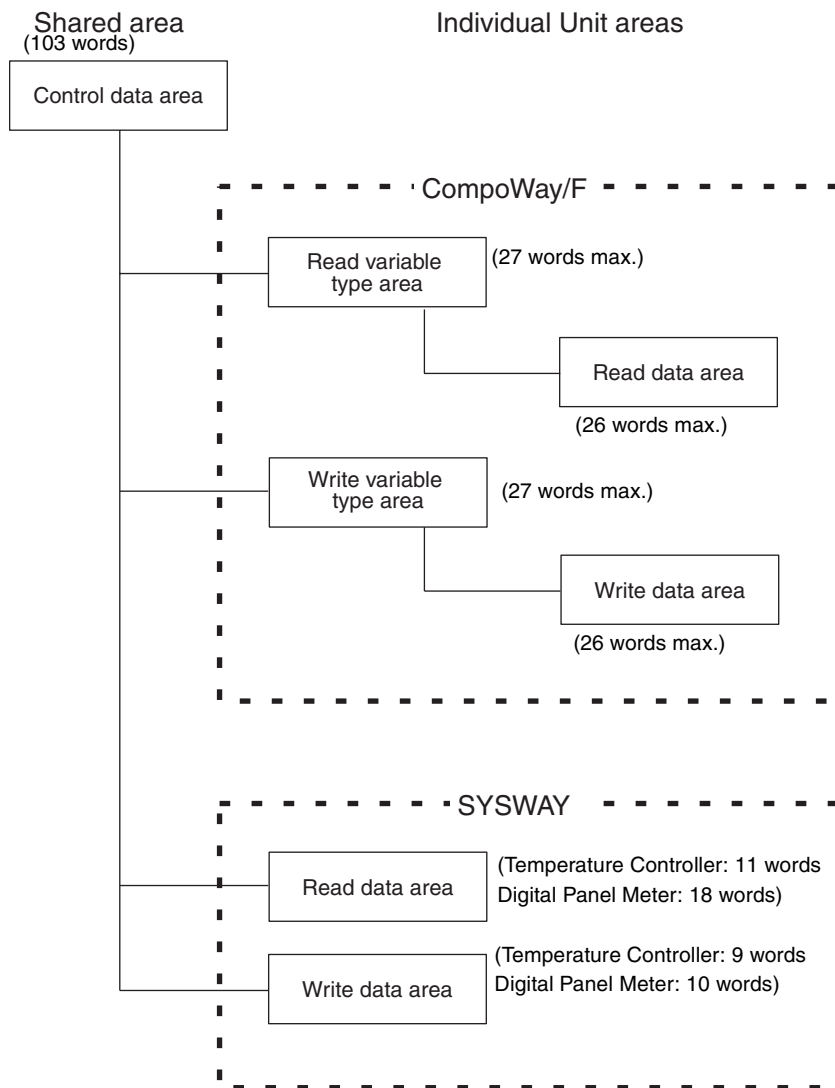 Shared area
(103 words)
Individual Unit areas
Control data area
CompoWay/F
Read variable
type area
(27 words max.)
Read data area
(26 words max.)
Write variable
type area
(27 words max.)
Write data area
(26 words max.)
SYSWAY
Read data area
(Temperature Controller: 11 words
Digital Panel Meter: 18 words)
Write data area
(Temperature Controller: 9 words
Digital Panel Meter: 10 words)